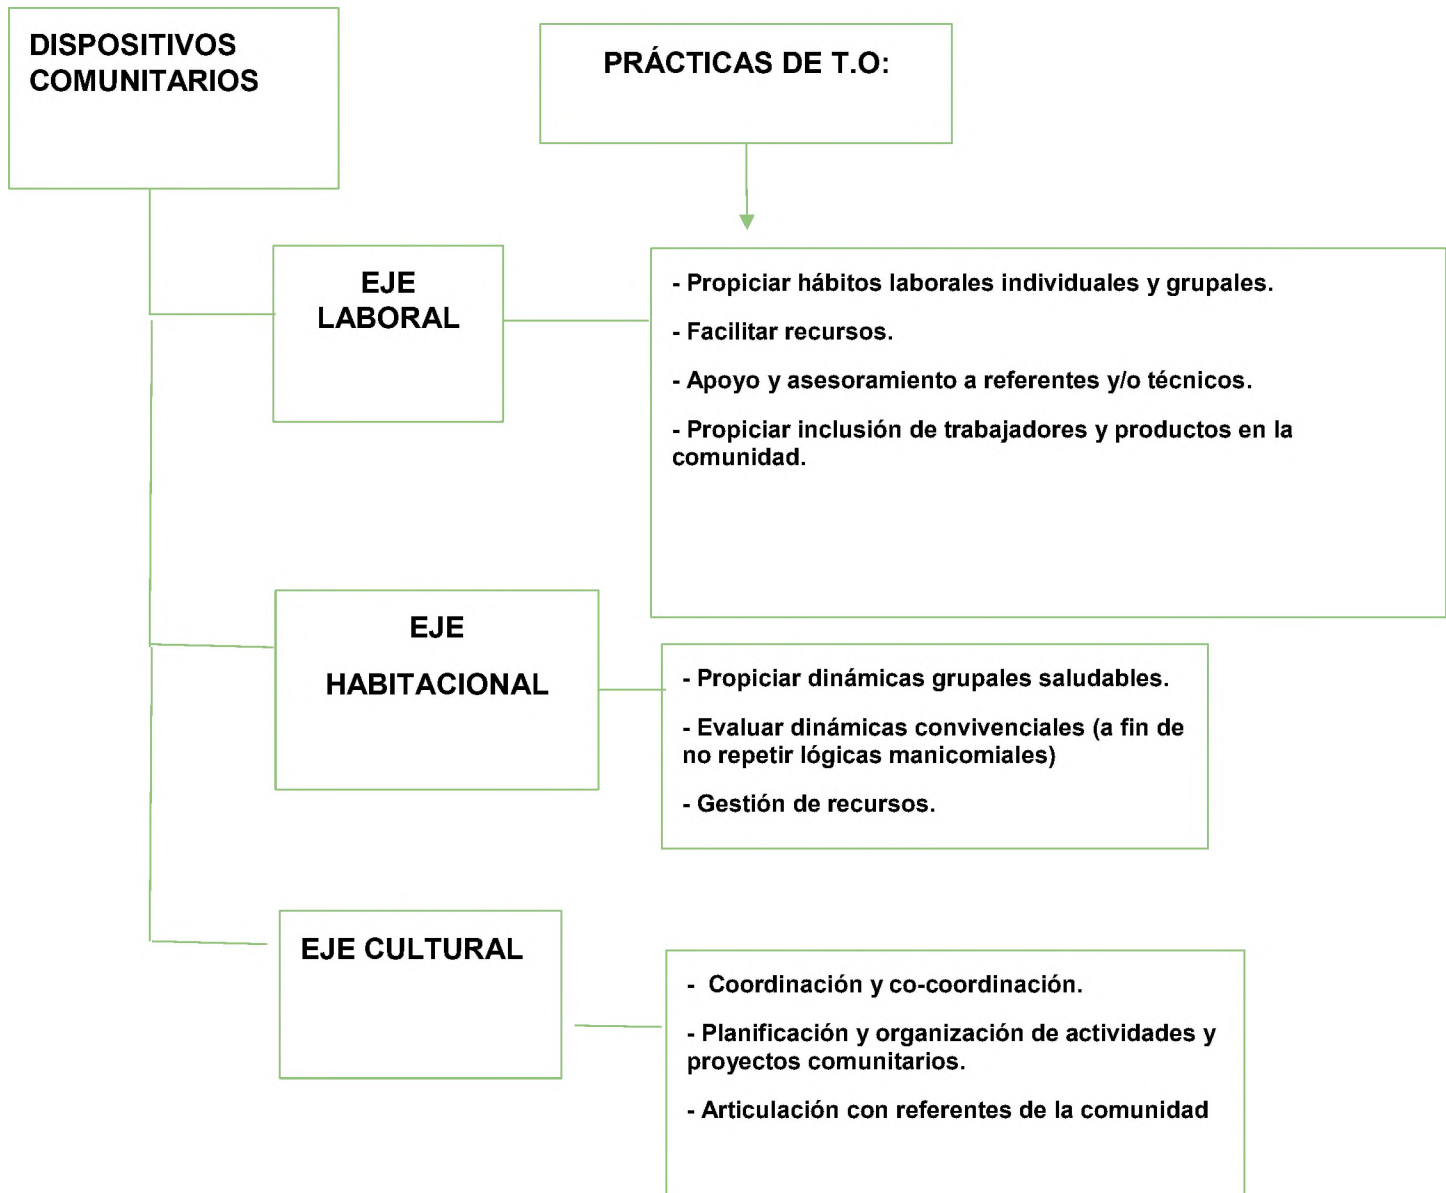 DISPOSITIVOS
COMUNITARIOS
PRÁCTICAS DE T.O:
EJE
LABORAL
- Propiciar hábitos laborales individuales y grupales.
- Facilitar recursos.
- Apoyo y asesoramiento a referentes y/o técnicos.
- Propiciar inclusión de trabajadores y productos en la
comunidad.
EJE
HABITACIONAL
- Propiciar dinámicas grupales saludables.
- Evaluar dinámicas convivenciales (a fin de
no repetir lógicas manicomiales)
- Gestión de recursos.
EJE CULTURAL
- Coordinación y co-coordinación.
- Planificación y organización de actividades y
proyectos comunitarios.
- Articulación con referentes de la comunidad